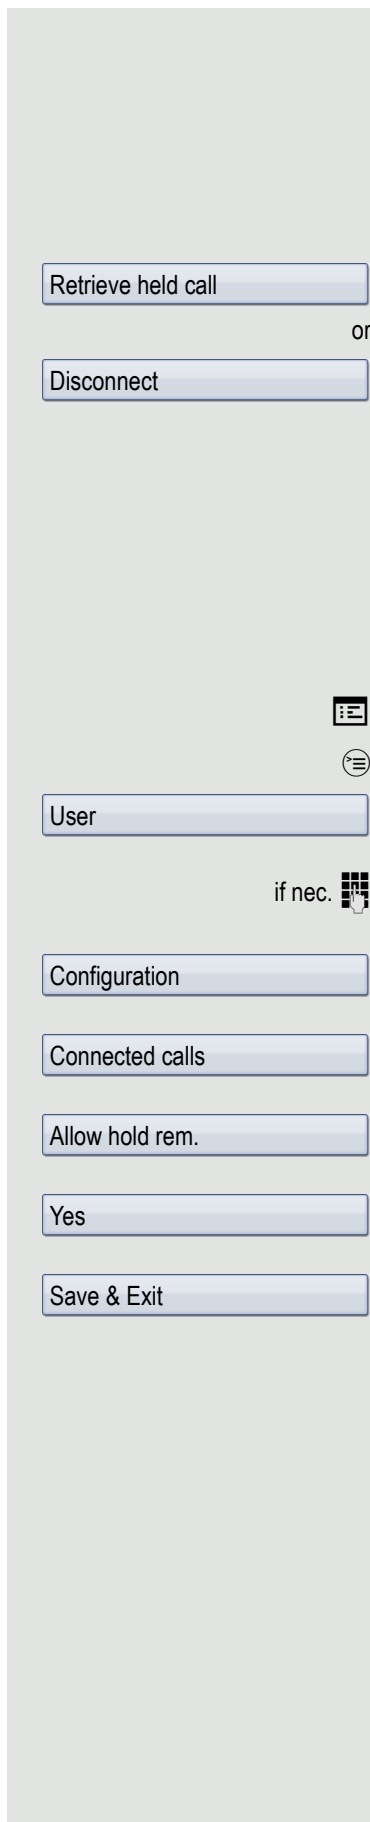 Retrieve held call
or
Disconnect
User
if nec.
Configuration
Connected calls
Allow hold rem.
Yes
Save & Exit